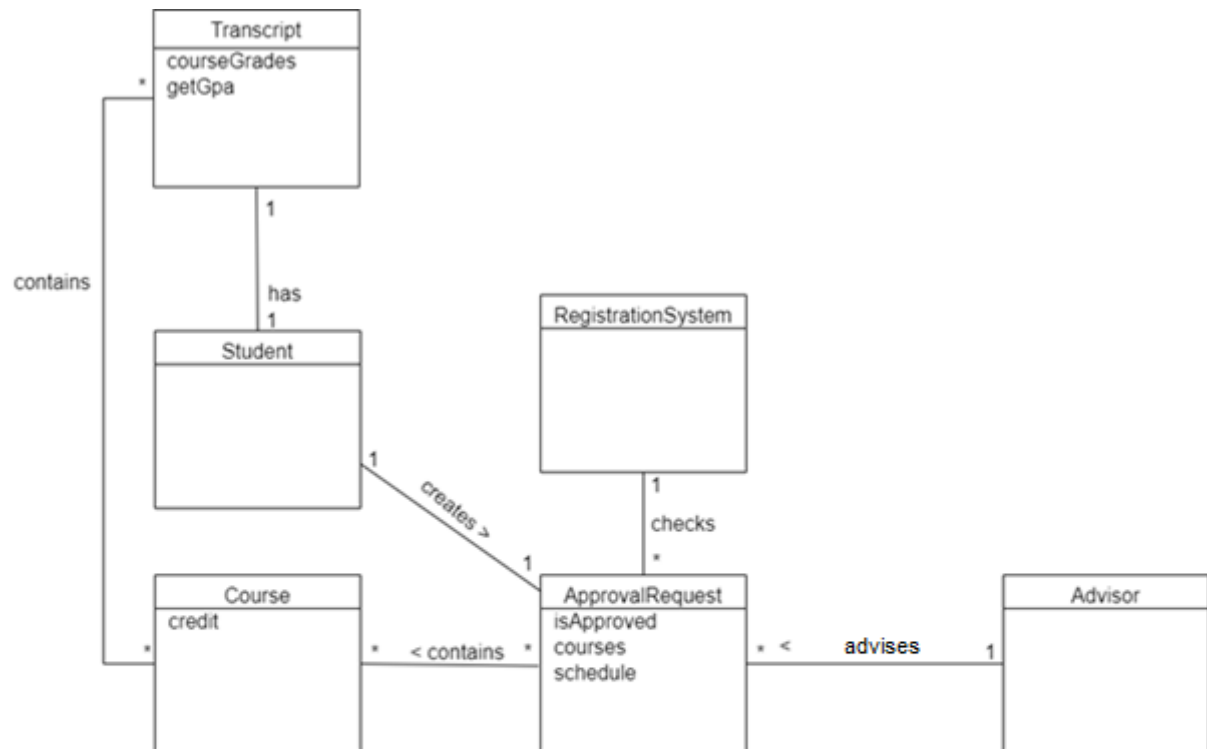 Transcript
courseGrades
getGpa
*
1
contains
has
1
RegistrationSystem
Student
1
creates >
1
1
checks
*
Course
credit
ApprovalRequest
isApproved
courses
schedule
Advisor
*
* < contains *
* < advises 1